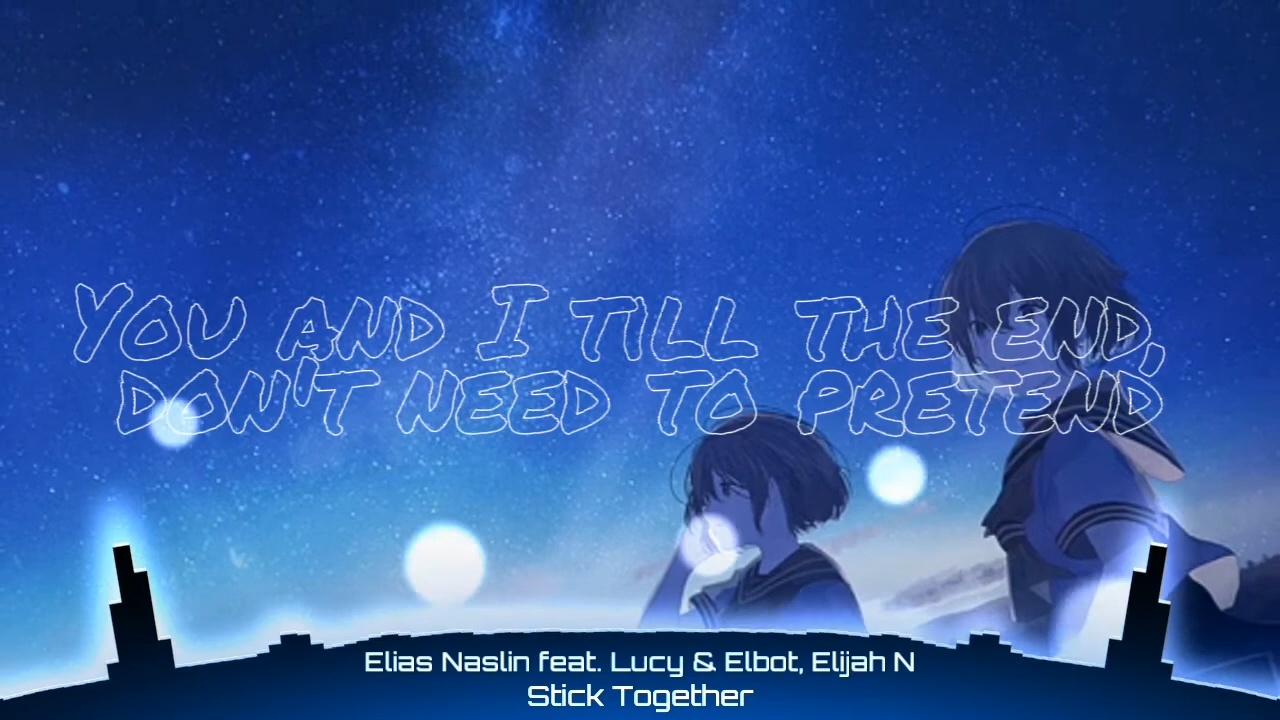 You and I till the end,
don't need to pretend
Elias Naslin feat. Lucy & Elbot, Elijah N
Stick Together